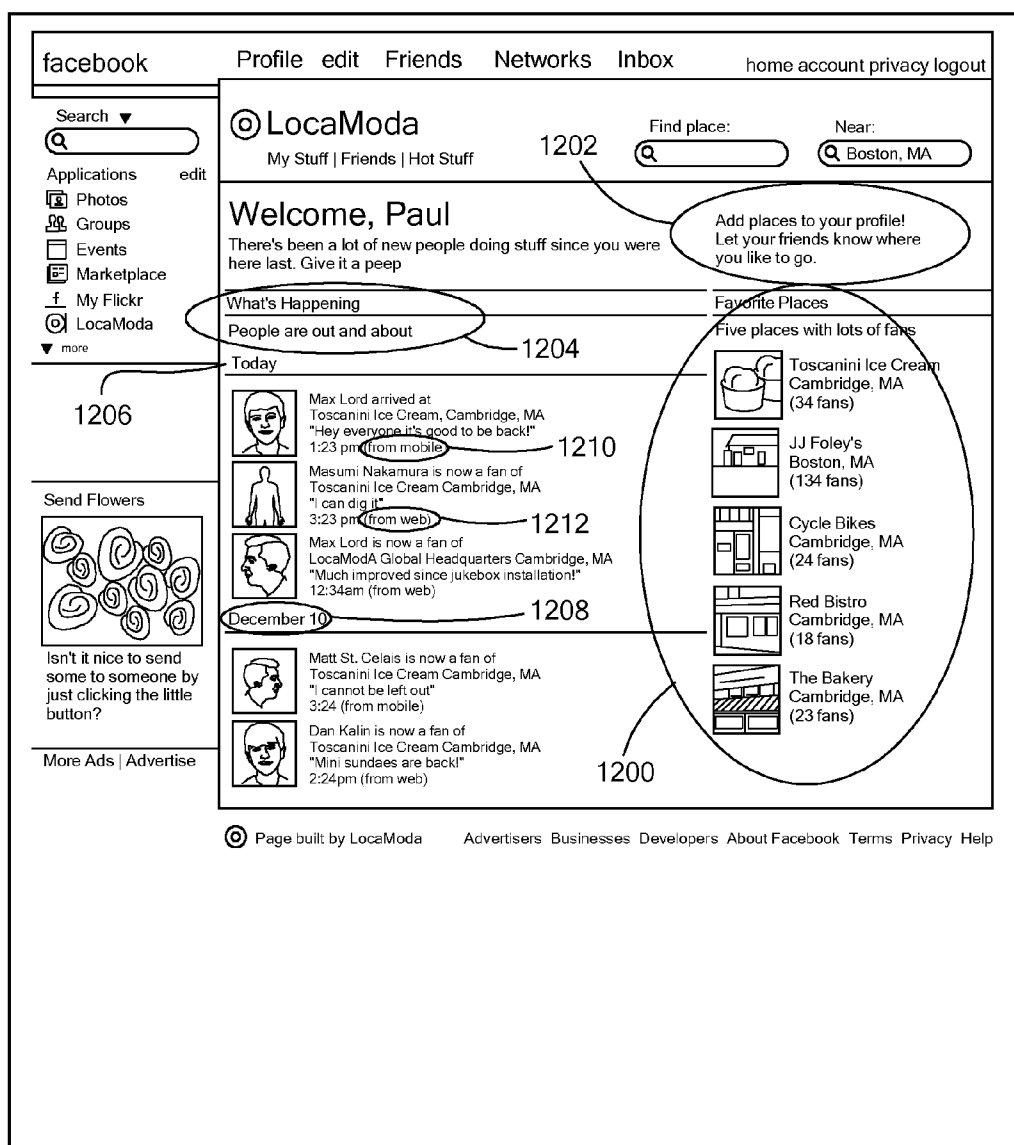 facebook
Profile edit Friends Networks Inbox
home account privacy logout
Search ▼
Applications edit
Photos
Groups
Events
Marketplace
f My Flickr
LocaModa
▼ more
Send Flowers
Isn't it nice to send
some to someone by
just clicking the little
button?
More Ads | Advertise
LocaModa
My Stuff | Friends | Hot Stuff
Find place:
Near:
Boston, MA
1202
Welcome, Paul
There's been a lot of new people doing stuff since you were
here last. Give it a peep
Add places to your profile!
Let your friends know where
you like to go.
What's Happening
People are out and about
1204
Today
1206
Max Lord arrived at
Toscanini Ice Cream, Cambridge, MA
"Hey everyone it's good to be back!"
1:23 pm (from mobile)
1210
Masumi Nakamura is now a fan of
Toscanini Ice Cream Cambridge, MA
"I can dig it"
3:23 pm (from web)
1212
Max Lord is now a fan of
LocaModA Global Headquarters Cambridge, MA
"Much improved since jukebox installation!"
12:34am (from web)
December 10
1208
Matt St. Celais is now a fan of
Toscanini Ice Cream Cambridge, MA
"I cannot be left out"
3:24 (from mobile)
Dan Kalin is now a fan of
Toscanini Ice Cream Cambridge, MA
"Mini sundaes are back!"
2:24pm (from web)
Favorite Places
Five places with lots of fans
Toscanini Ice Cream
Cambridge, MA
(34 fans)
JJ Foley's
Boston, MA
(134 fans)
Cycle Bikes
Cambridge, MA
(24 fans)
Red Bistro
Cambridge, MA
(18 fans)
The Bakery
Cambridge, MA
(23 fans)
1200
Page built by LocaModa
Advertisers Businesses Developers About Facebook Terms Privacy Help